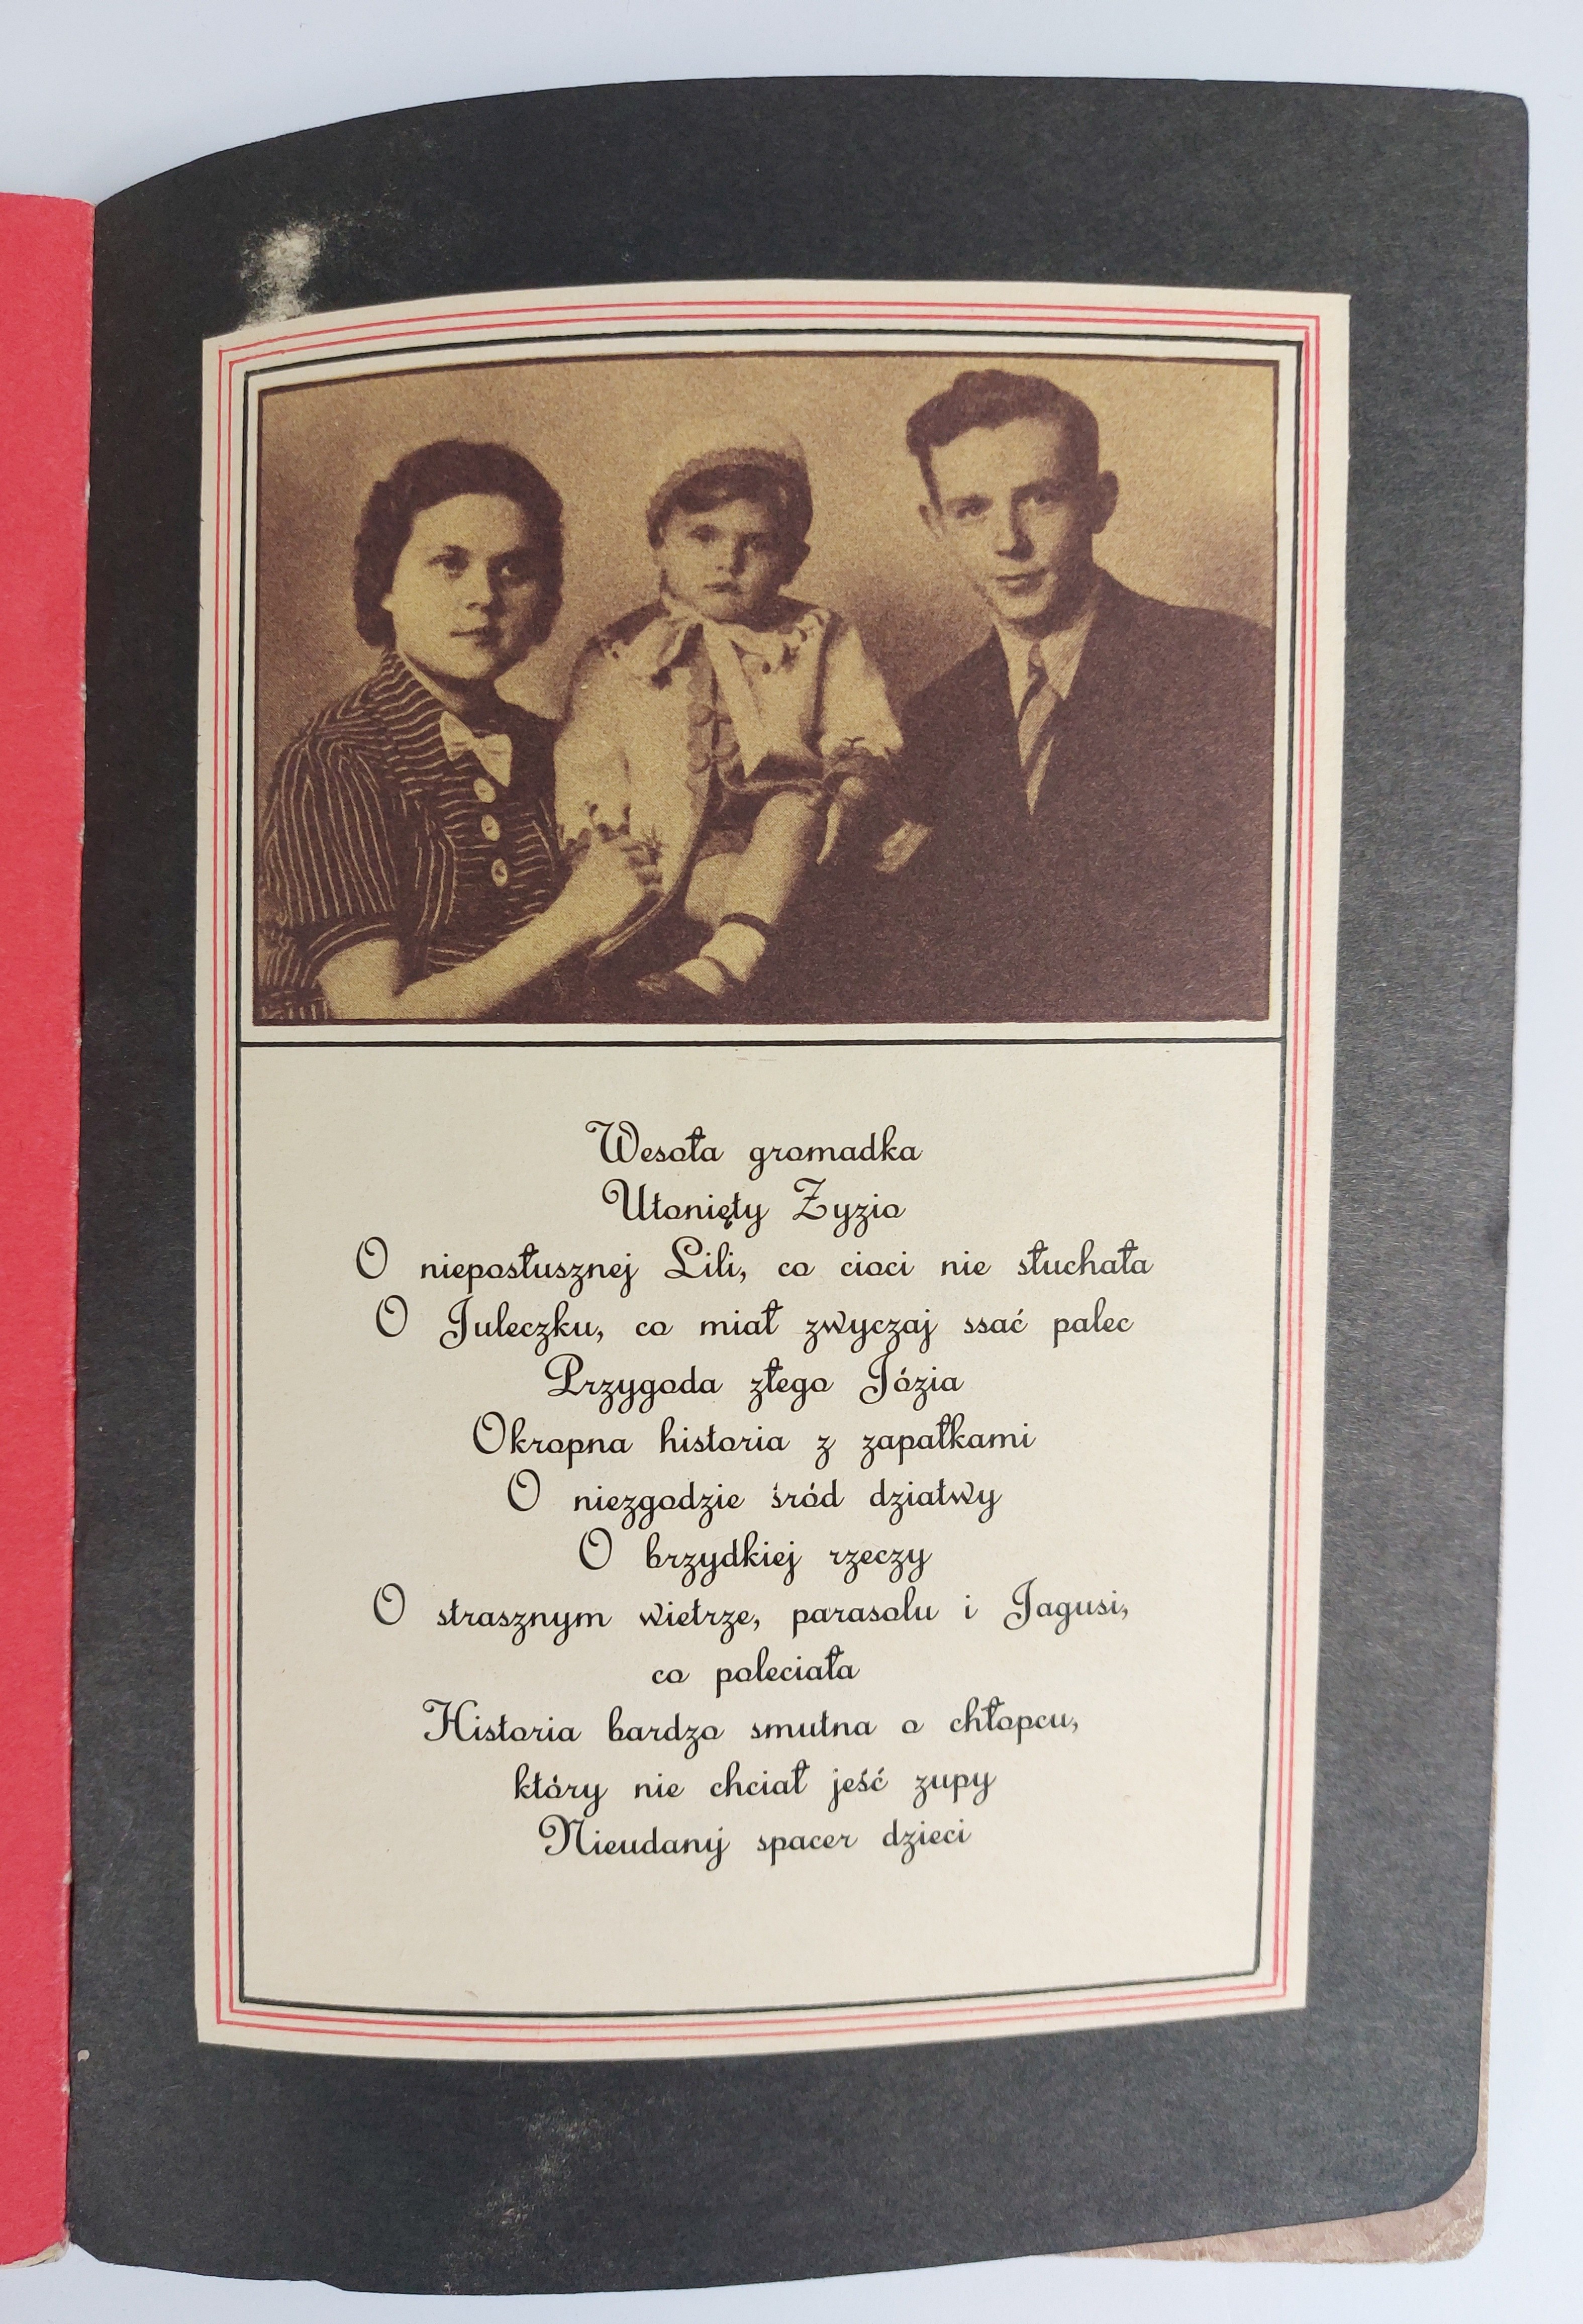 Wesoła gromadka
Utonięty Zyzio
O nieposłusznej Lili, co cioci nie słuchała
O Juleczku, co miał zwyczaj ssać palec
Przygoda złego Józia
Okropna historia z zapałkami
O niezgodzie śród dziatwy
O brzydkiej rzeczy
O strasznym wietrze, parasolu i Jagusi,
co poleciała
Historia bardzo smutna o chłopcu,
który nie chciał jeść zupy
Nieudany spacer dzieci